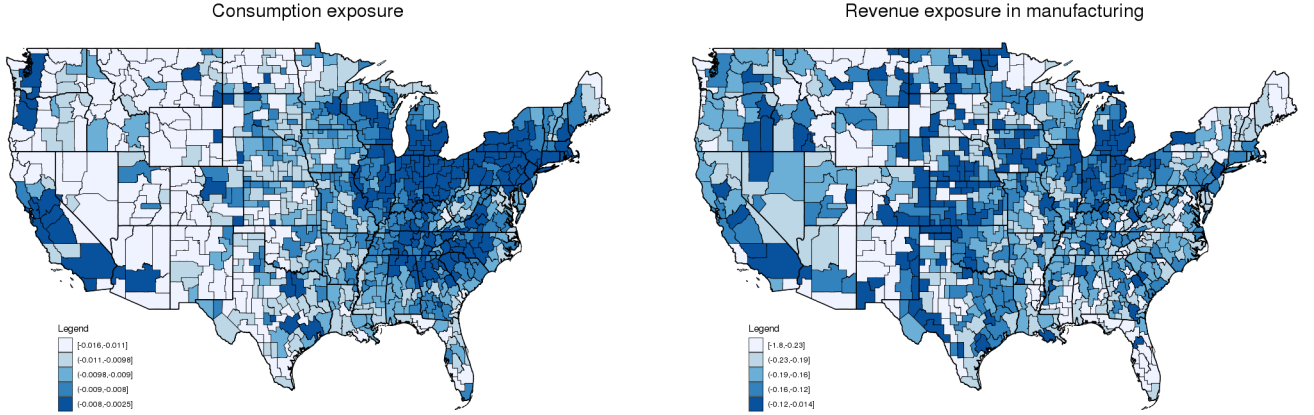 Consumption exposure
Legend
[-0.016,-0.011]
(-0.011,-0.0098]
(-0.0098,-0.009]
(-0.009,-0.008]
(-0.008,-0.0025]
Revenue exposure in manufacturing
Legend
[-1.8,-0.23]
(-0.23,-0.19]
(-0.19,-0.16]
(-0.16,-0.12]
(-0.12,-0.014]